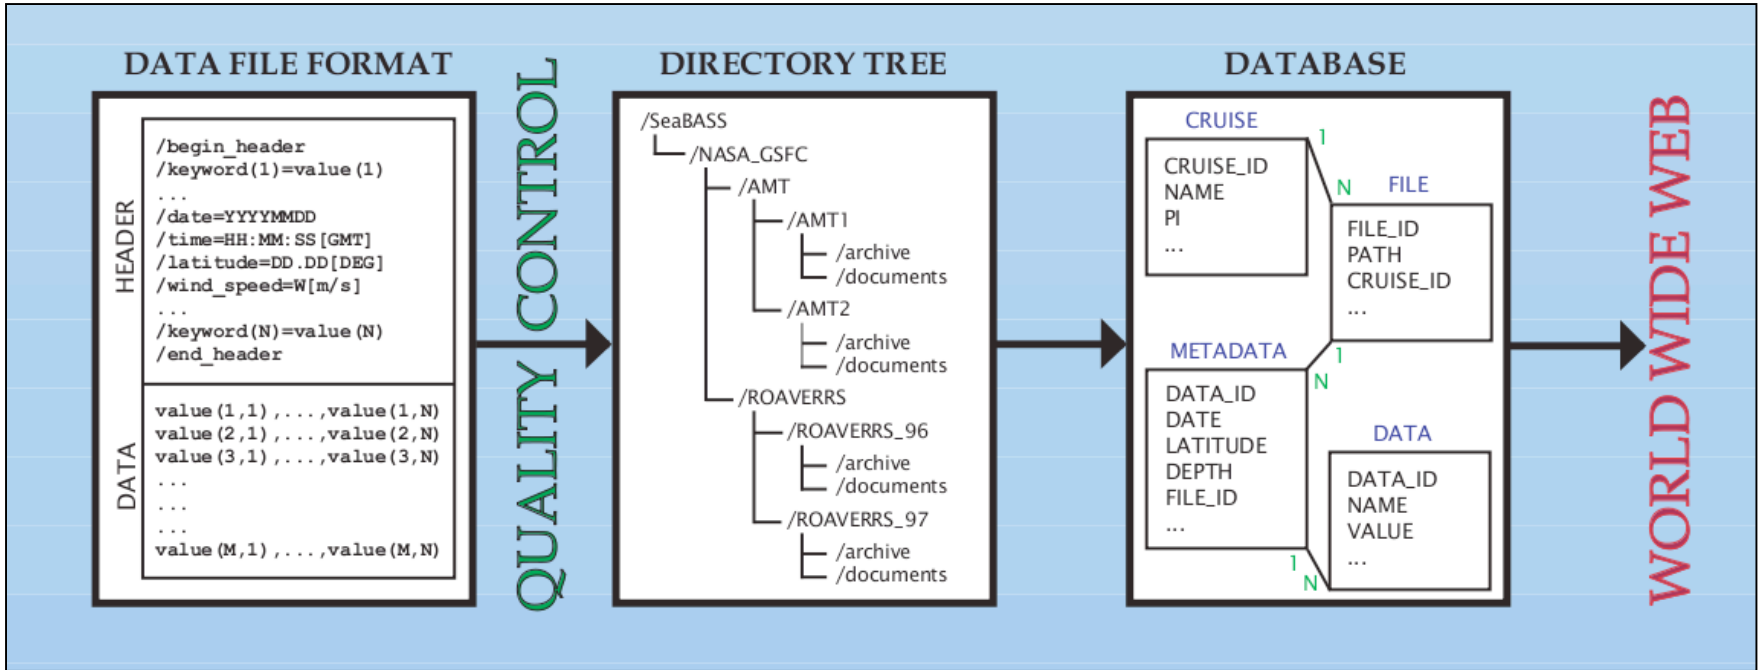 DATA FILE FORMAT
HEADER
/begin_header
/keyword(1)=value(1)
...
/date=YYYYMMDD
/time=HH:MM:SS[GMT]
/latitude=DD.DD[DEG]
/wind_speed=W[m/s]
...
/keyword(N)=value(N)
/end_header
DATA
value(1,1),...,value(1,N)
value(2,1),...,value(2,N)
value(3,1),...,value(3,N)
...
...
...
value(M,1),...,value(M,N)
QUALITY CONTROL
DIRECTORY TREE
/SeaBASS
/NASA_GSFC
/AMT
/AMT1
/archive
/documents
/AMT2
/archive
/documents
/ROAVERRS
/ROAVERRS_96
/archive
/documents
/ROAVERRS_97
/archive
/documents
DATABASE
CRUISE
CRUISE_ID
NAME
PI
...
1
N
FILE
FILE_ID
PATH
CRUISE_ID
...
1
N
METADATA
DATA_ID
DATE
LATITUDE
DEPTH
FILE_ID
...
1
N
DATA
DATA_ID
NAME
VALUE
...
WORLD WIDE WEB